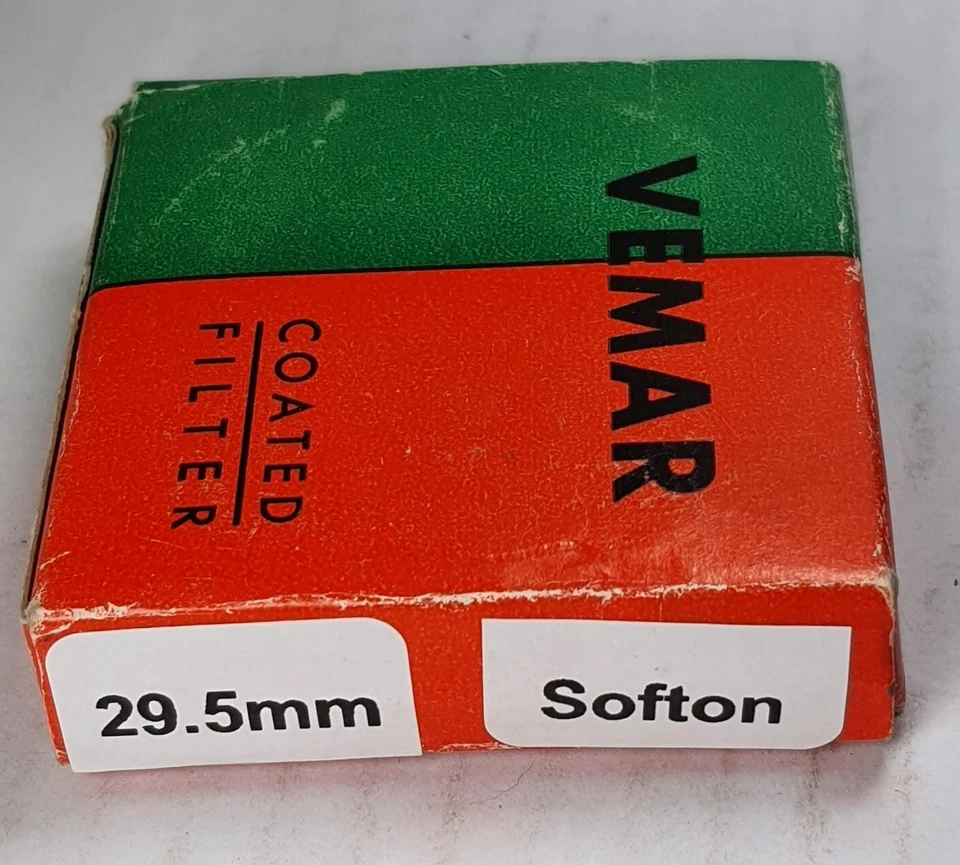 VEMAR
COATED
FILTER
29.5mm
Softon